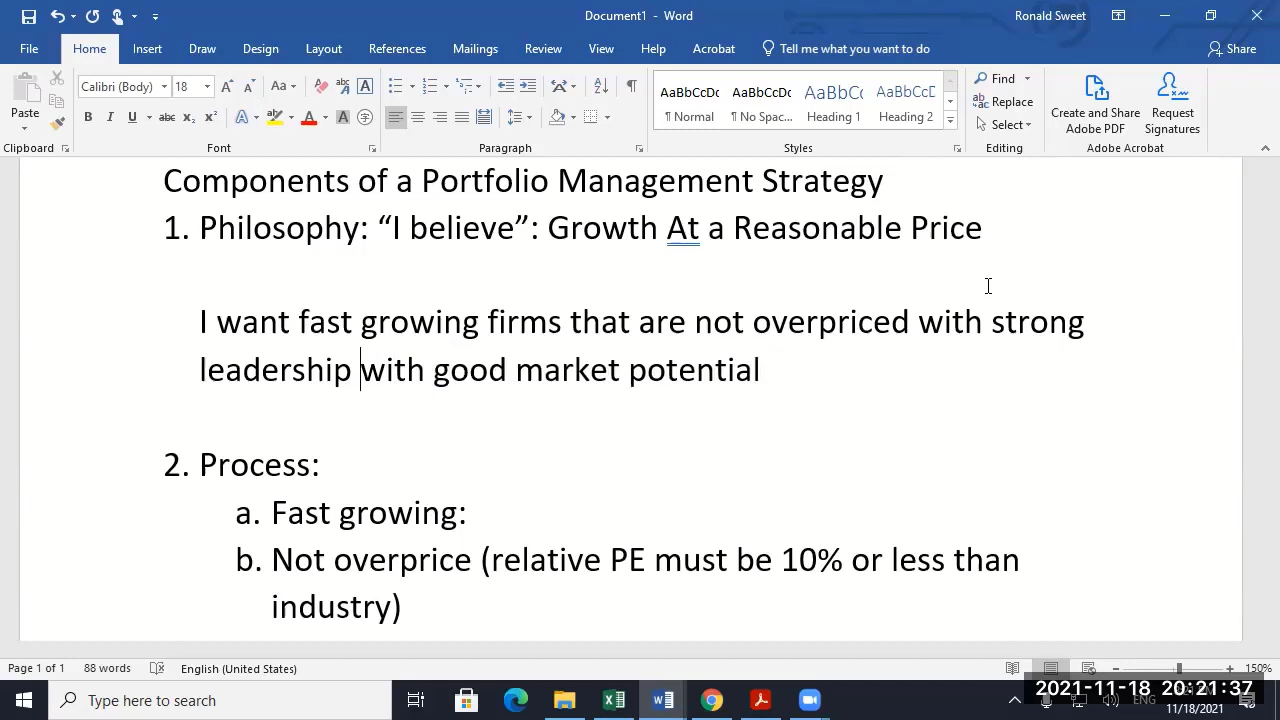 Document1 - Word
Ronald Sweet
File Home Insert Draw Design Layout References Mailings Review View Help Acrobat Tell me what you want to do Share
Calibri (Body) 18
Paste
AaBbCcDc AaBbCcDc AaBbCc AaBbCcD
¶ Normal ¶ No Spac... Heading 1 Heading 2
Find
Replace
Select
Create and Share Adobe PDF
Request Signatures
Clipboard Font Paragraph Styles Editing Adobe Acrobat
Components of a Portfolio Management Strategy
1. Philosophy: “I believe”: Growth At a Reasonable Price
I want fast growing firms that are not overpriced with strong
leadership with good market potential
2. Process:
a. Fast growing:
b. Not overprice (relative PE must be 10% or less than
industry)
Page 1 of 1 88 words English (United States) 150%
Type here to search
2021-11-18 20:21:37
ENG
11/18/2021